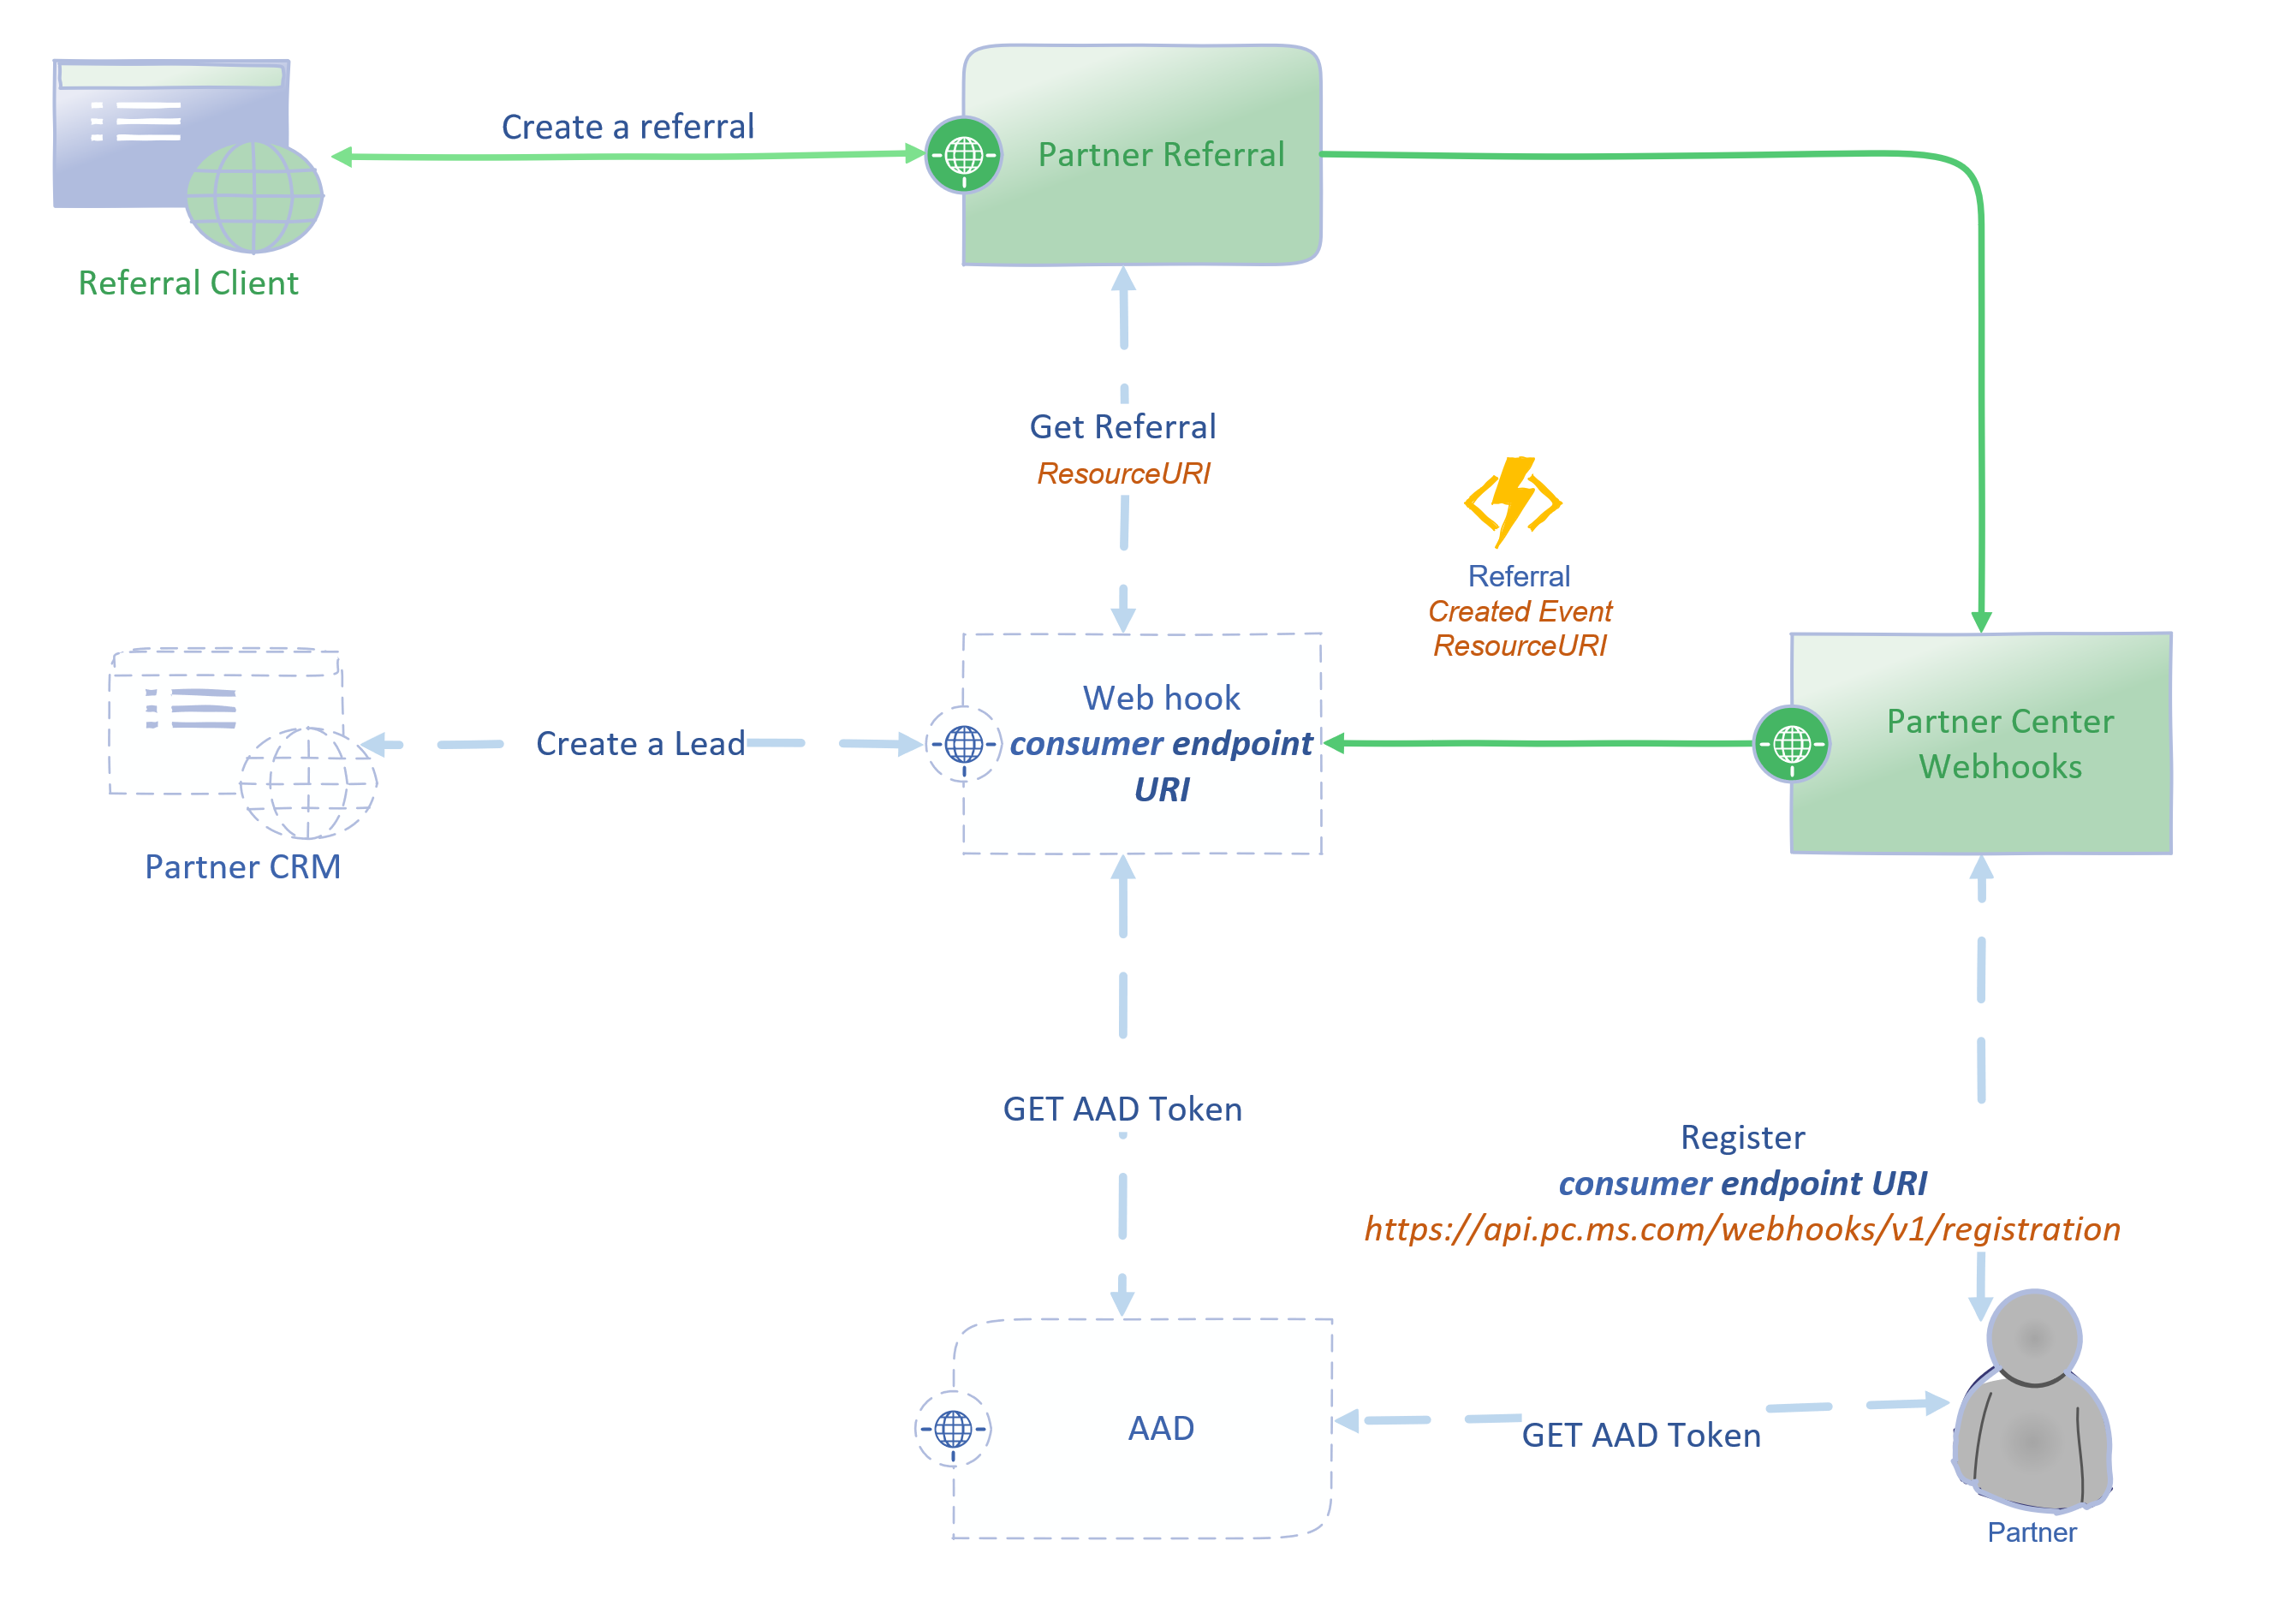 Create a referral
Partner Referral
Referral Client
Get Referral
ResourceURI
Referral
Created Event
ResourceURI
Web hook
consumer endpoint
URI
Create a Lead
Partner Center
Webhooks
Partner CRM
GET AAD Token
Register
consumer endpoint URI
https://api.pc.ms.com/webhooks/v1/registration
AAD
GET AAD Token
Partner